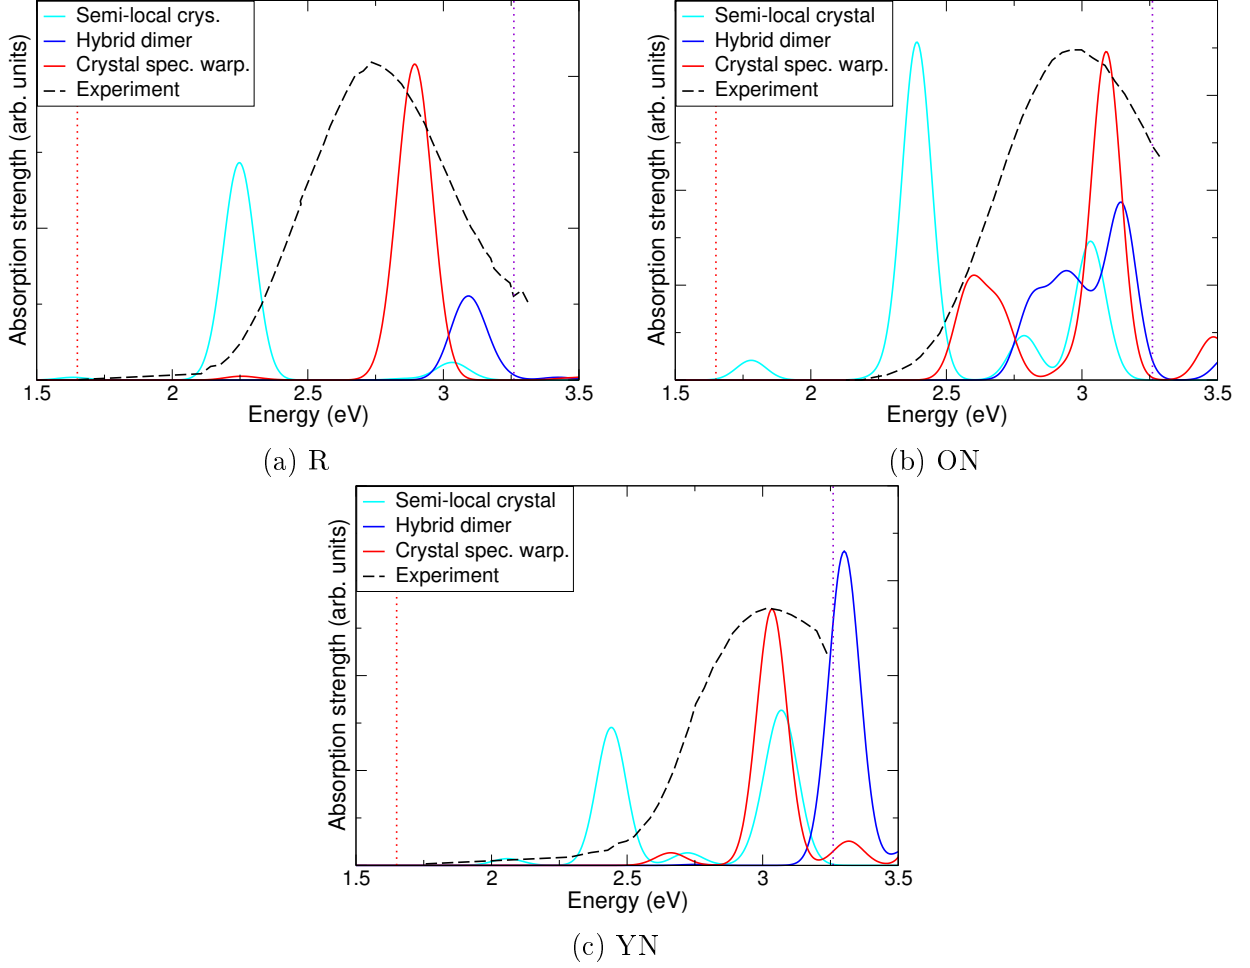 Semi-local crys.
Hybrid dimer
Crystal spec. warp.
Experiment
Absorption strength (arb. units)
1.5 2 2.5 3 3.5
Energy (eV)
(a) R
Semi-local crystal
Hybrid dimer
Crystal spec. warp.
Experiment
Absorption strength (arb. units)
1.5 2 2.5 3 3.5
Energy (eV)
(b) ON
Semi-local crystal
Hybrid dimer
Crystal spec. warp.
Experiment
Absorption strength (arb. units)
1.5 2 2.5 3 3.5
Energy (eV)
(c) YN